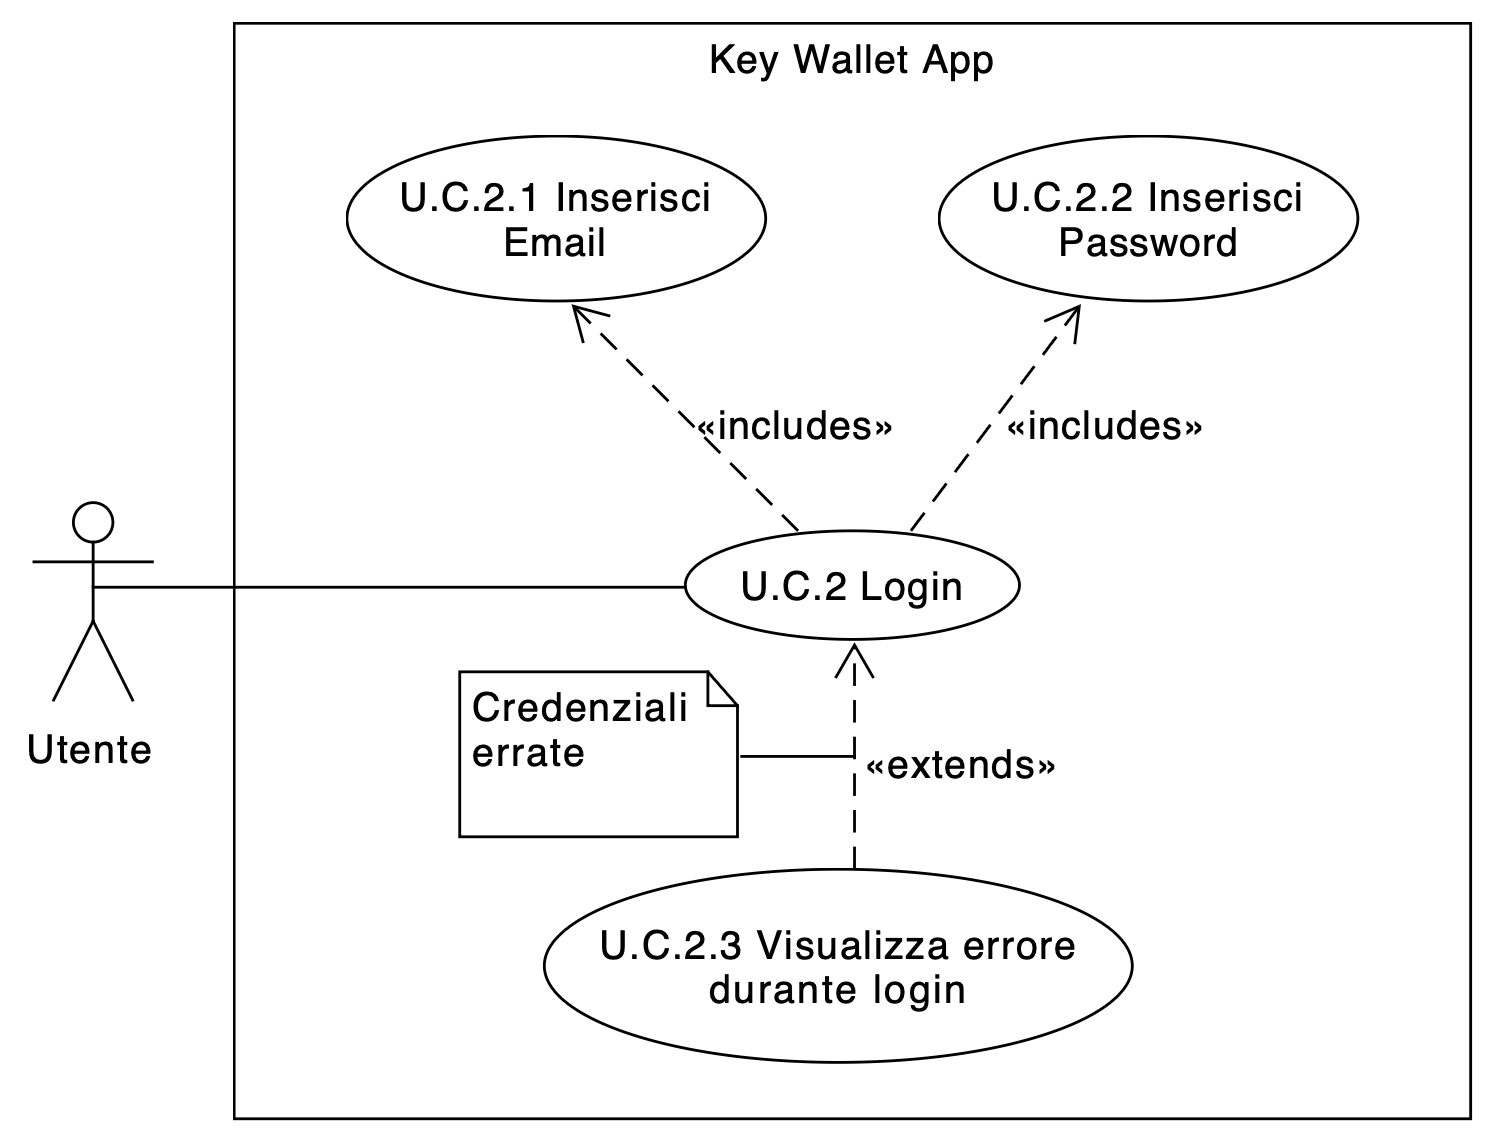 Key Wallet App
U.C.2.1 Inserisci
Email
U.C.2.2 Inserisci
Password
«includes»
«includes»
U.C.2 Login
Utente
Credenziali
errate
«extends»
U.C.2.3 Visualizza errore
durante login